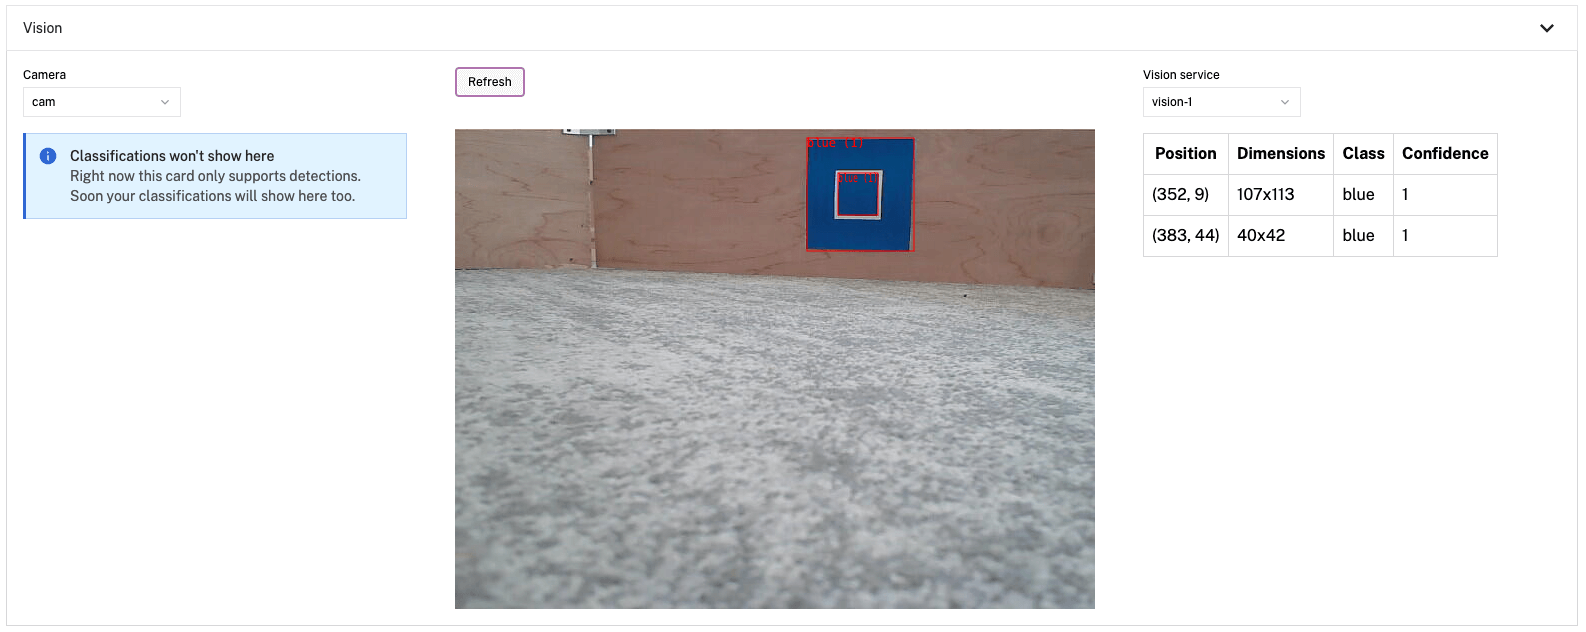 Vision
Camera
cam
Classifications won't show here
Right now this card only supports detections.
Soon your classifications will show here too.
Refresh
blue (1)
blue (1)
Vision service
vision-1
Position Dimensions Class Confidence
(352, 9) 107x113 blue 1
(383, 44) 40x42 blue 1